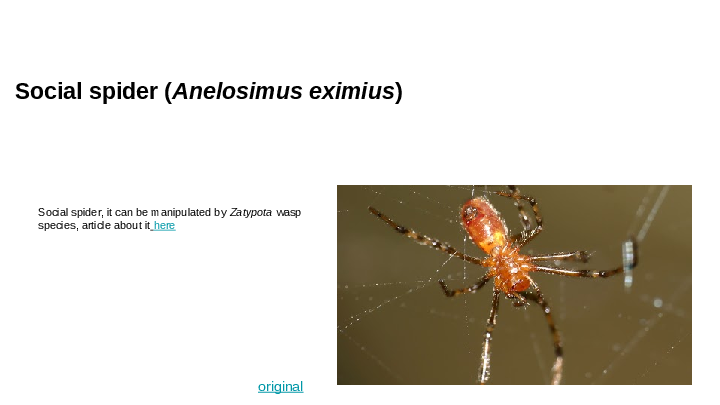 Social spider (Anelosimus eximius)
Social spider, it can be manipulated by Zatypota wasp
species, article about it here
original